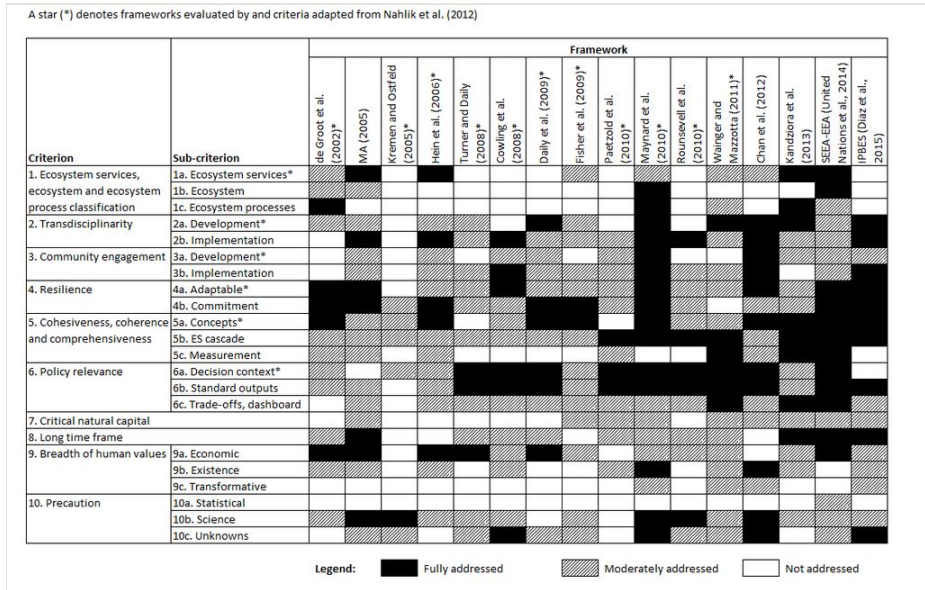 A star (*) denotes frameworks evaluated by and criteria adapted from Nahlik et al. (2012)
Framework
Criterion
Sub-criterion
de Groot et al. (2002)*
MA (2005)
Kremen and Ostfeld (2005)*
Hein et al. (2006)*
Turner and Daily (2008)*
Cowling et al. (2008)*
Daily et al. (2009)*
Fisher et al. (2009)*
Paetzold et al. (2010)*
Maynard et al. (2010)*
Rounsevell et al. (2010)*
Wainger and Mazzotta (2011)*
Chan et al. (2012)
Kandziora et al. (2013)
SEEA-EEA (United Nations et al., 2014)
IPBES (Diaz et al., 2015)
1. Ecosystem services, ecosystem and ecosystem process classification
1a. Ecosystem services*
1b. Ecosystem
1c. Ecosystem processes
2. Transdisciplinarity
2a. Development*
2b. Implementation
3. Community engagement
3a. Development*
3b. Implementation
4. Resilience
4a. Adaptable*
4b. Commitment
5. Cohesiveness, coherence and comprehensiveness
5a. Concepts*
5b. ES cascade
5c. Measurement
6. Policy relevance
6a. Decision context*
6b. Standard outputs
6c. Trade-offs, dashboard
7. Critical natural capital
8. Long time frame
9. Breadth of human values
9a. Economic
9b. Existence
9c. Transformative
10. Precaution
10a. Statistical
10b. Science
10c. Unknowns
Legend:
Fully addressed
Moderately addressed
Not addressed